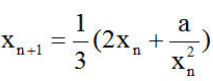 x_{n+1} = \frac{1}{3}(2x_n + \frac{a}{x_n^2})